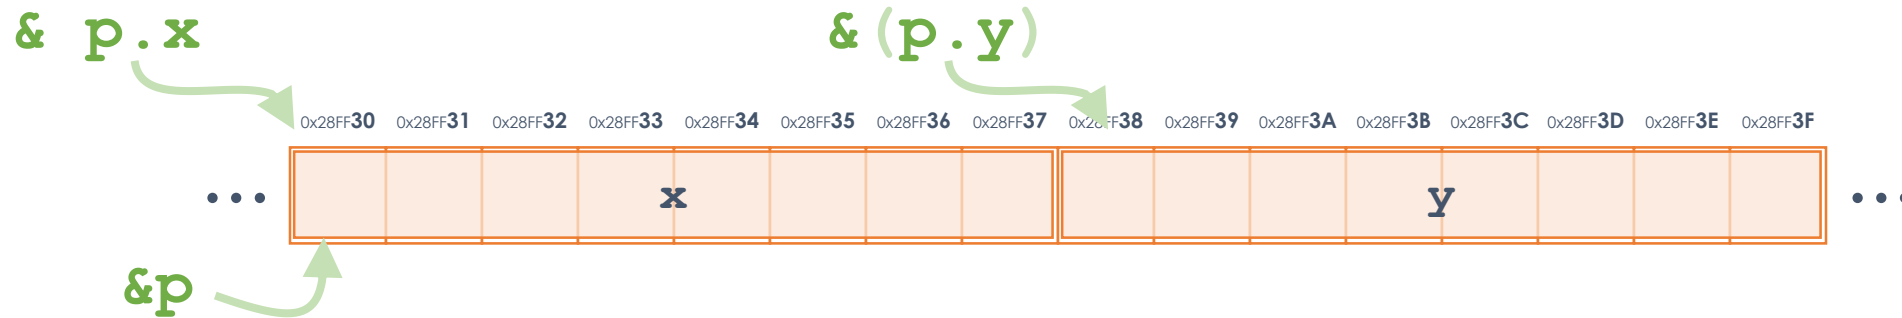 & p.x &(p.y)
0x28FF30 0x28FF31 0x28FF32 0x28FF33 0x28FF34 0x28FF35 0x28FF36 0x28FF37 0x28FF38 0x28FF39 0x28FF3A 0x28FF3B 0x28FF3C 0x28FF3D 0x28FF3E 0x28FF3F
... x y ...
&p